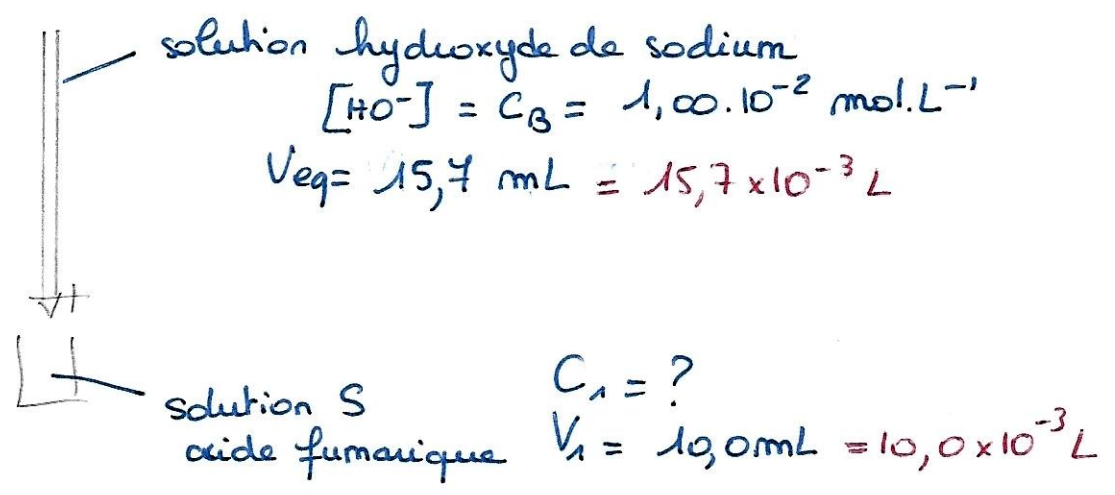 solution hydroxyde de sodium
[HO⁻] = C_B = 1,00.10⁻² mol.L⁻¹
Veq= 15,7 mL = 15,7×10⁻³ L
C₁ = ?
solution S
acide fumarique V₁ = 10,0mL = 10,0×10⁻³ L